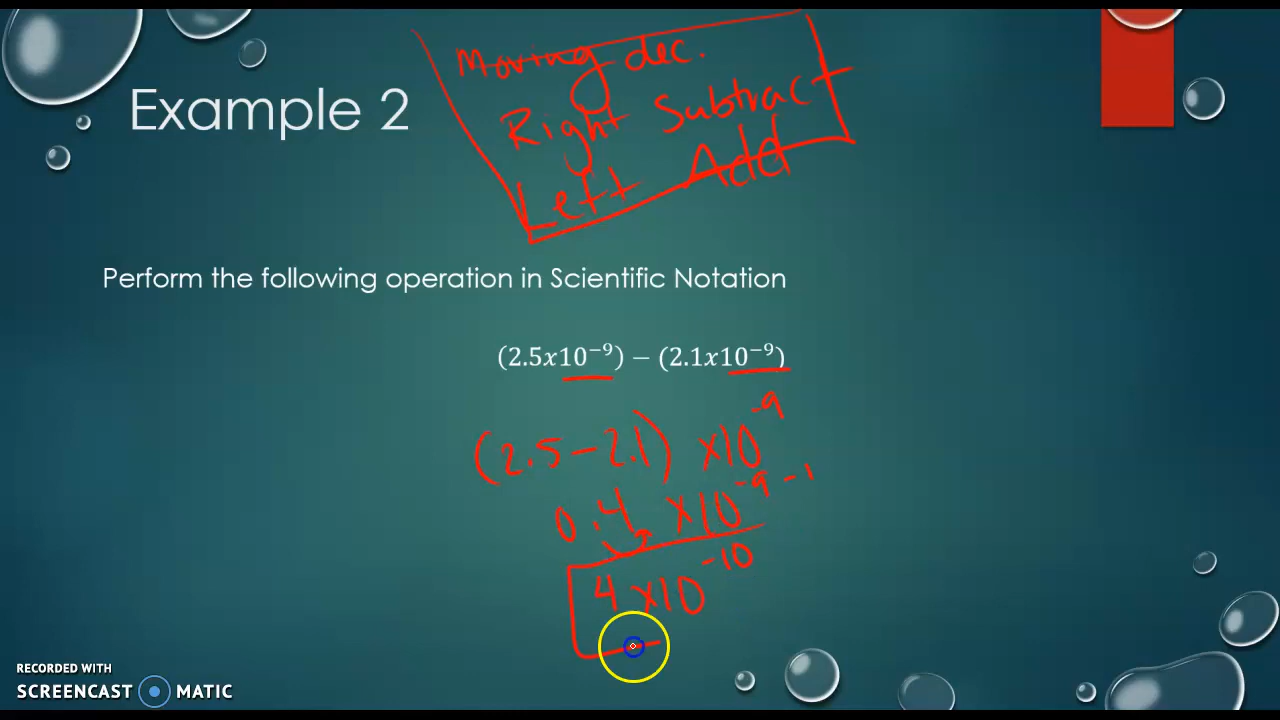 Moving dec.
Example 2
Right Subtract
Left Add
Perform the following operation in Scientific Notation
(2.5x10⁻⁹) − (2.1x10⁻⁹)
(2.5−2.1) x10⁻⁹
0.4 x10⁻⁹⁻¹
4 x10⁻¹⁰
RECORDED WITH
SCREENCAST MATIC